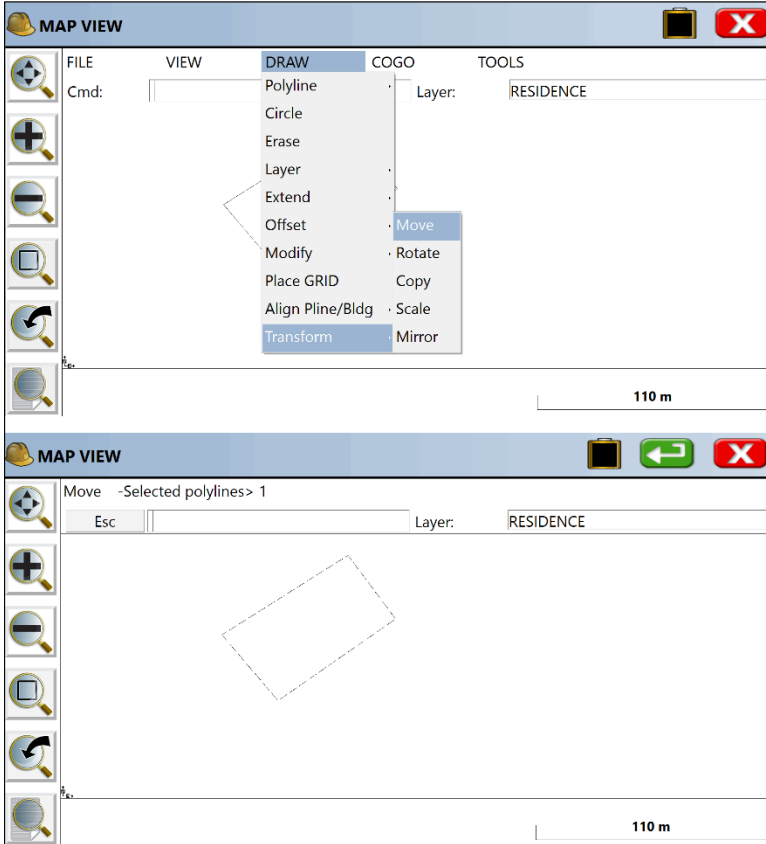 MAP VIEW
FILE VIEW DRAW COGO TOOLS
Cmd: Layer: RESIDENCE
Polyline
Circle
Erase
Layer
Extend
Offset
Modify
Place GRID
Align Pline/Bldg
Transform
Move
Rotate
Copy
Scale
Mirror
110 m
MAP VIEW
Move -Selected polylines> 1
Esc Layer: RESIDENCE
110 m